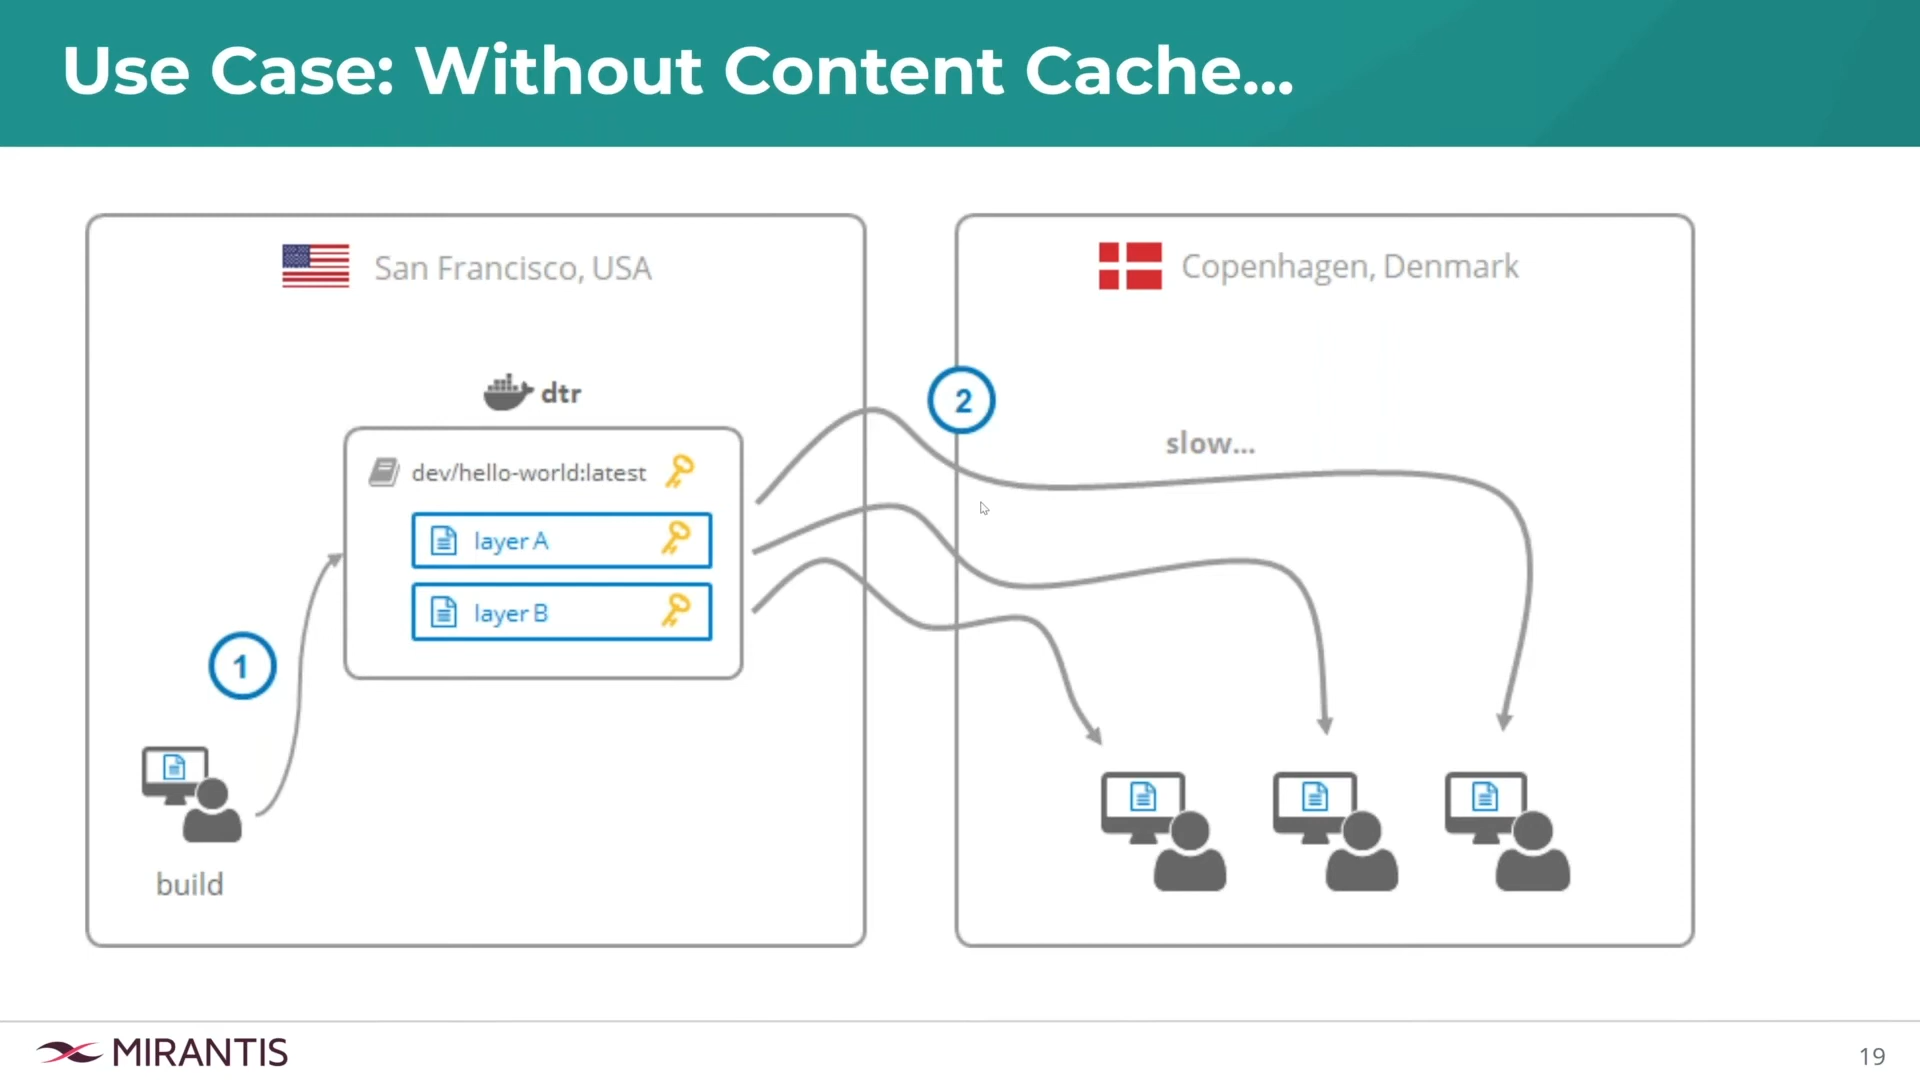 Use Case: Without Content Cache...
San Francisco, USA
dtr
dev/hello-world:latest
layer A
layer B
1
build
Copenhagen, Denmark
2
slow...
MIRANTIS
19